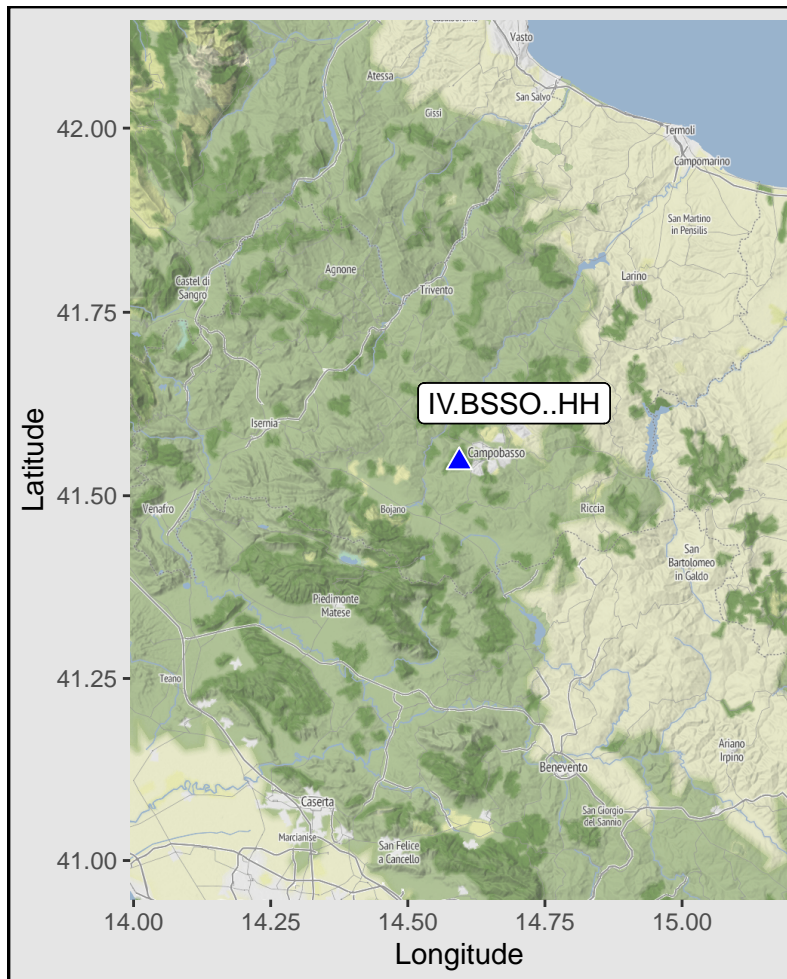 Vasto
Atessa
San Salvo
Gissi
42.00
Termoli
Campomarino
San Martino
in Pensilis
Agnone
Larino
Castel di
Sangro
Trivento
41.75
IV.BSSO..HH
Isernia
Campobasso
Latitude
41.50
Venafro
Bojano
Riccia
San
Bartolomeo
in Galdo
Piedimonte
Matese
Teano
41.25
Ariano
Irpino
Benevento
Caserta
San Giorgio
del Sannio
Marcianise
San Felice
a Cancello
41.00
14.00
14.25
14.50
14.75
15.00
Longitude